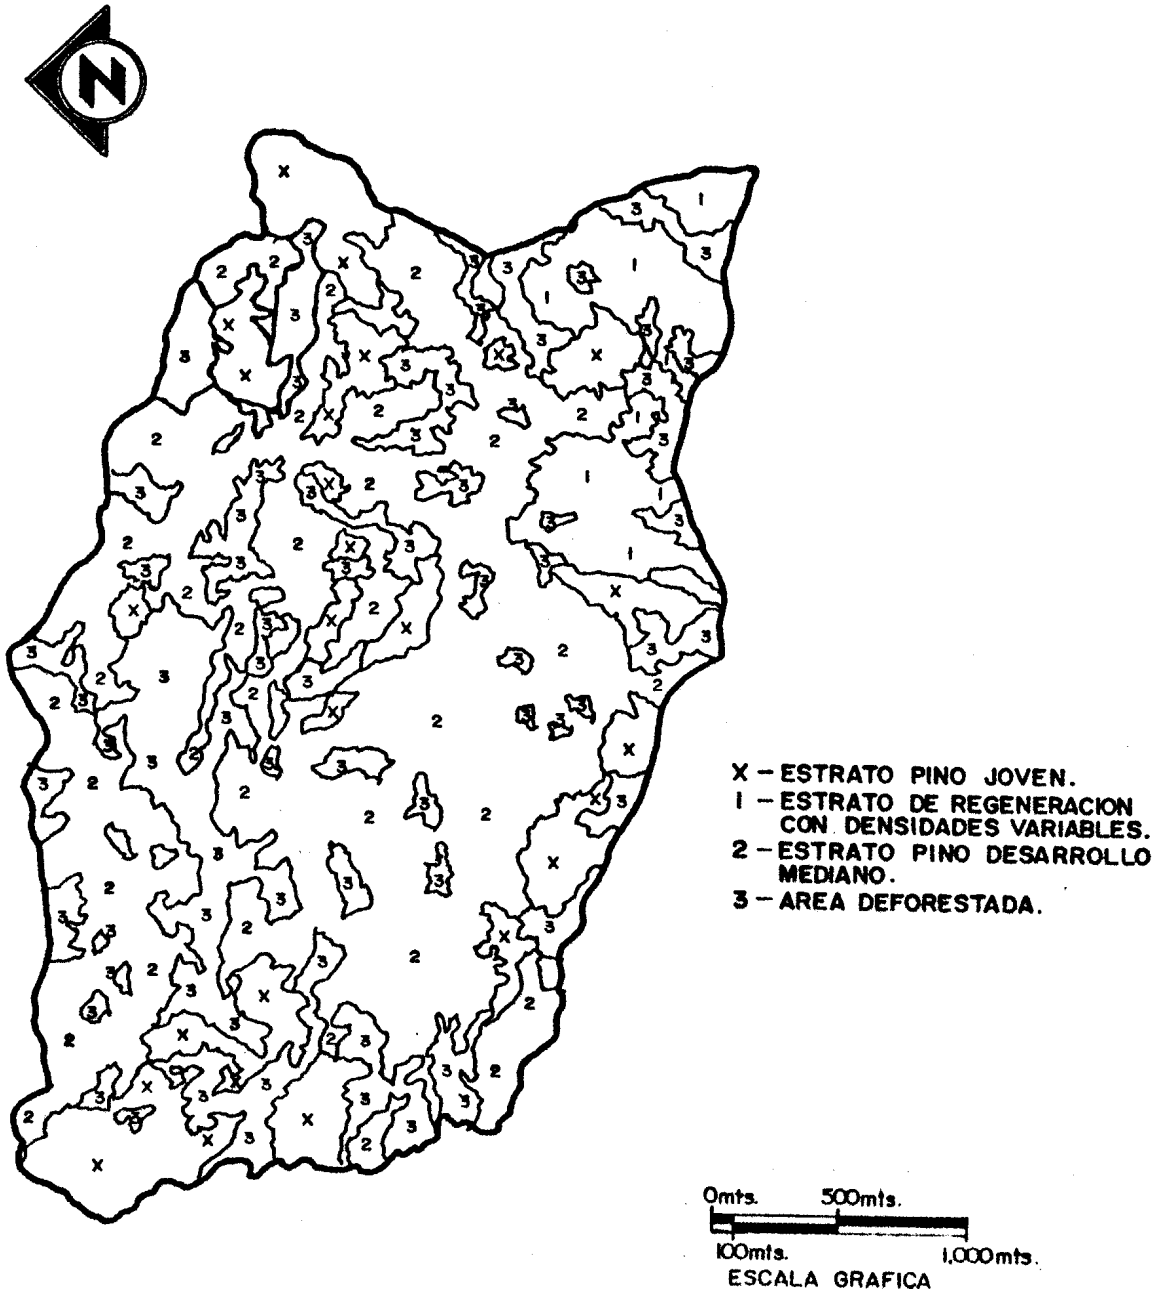 N
X - ESTRATO PINO JOVEN.
1 - ESTRATO DE REGENERACION
CON DENSIDADES VARIABLES.
2 - ESTRATO PINO DESARROLLO
MEDIANO.
3 - AREA DEFORESTADA.
0mts. 500mts.
100mts. 1,000mts.
ESCALA GRAFICA